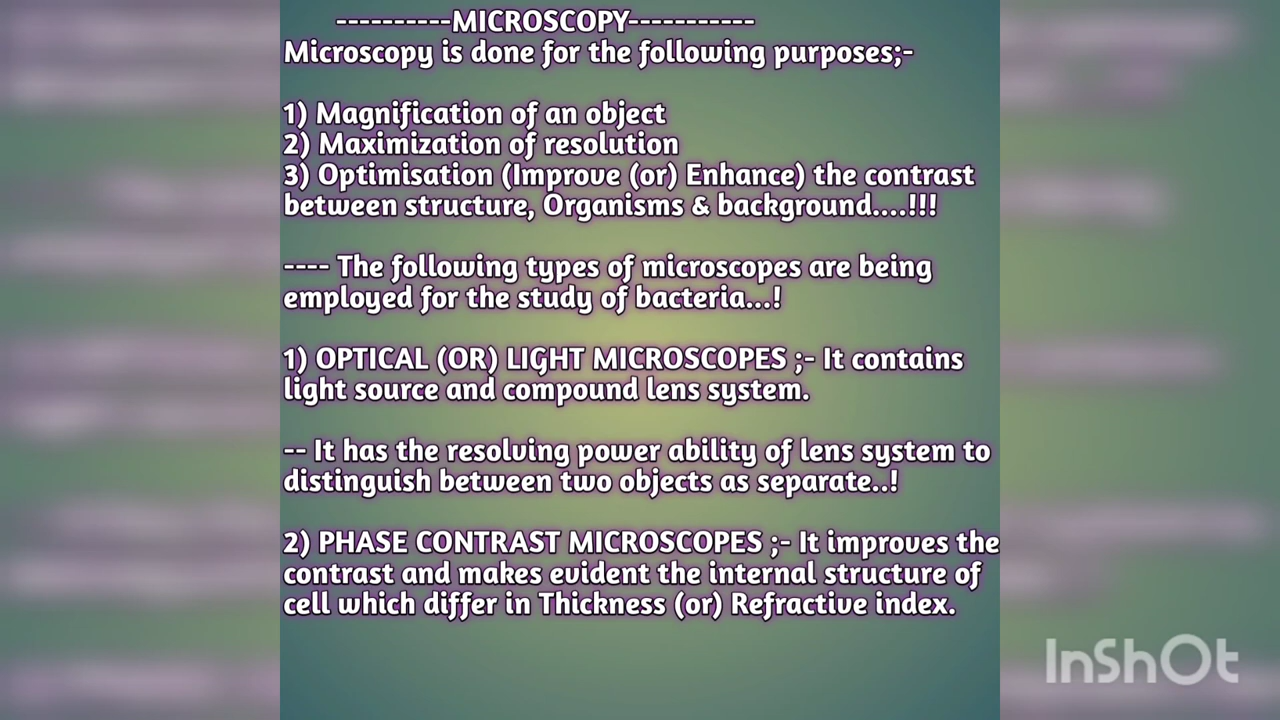 ----------MICROSCOPY-----------
Microscopy is done for the following purposes;-
1) Magnification of an object
2) Maximization of resolution
3) Optimisation (Improve (or) Enhance) the contrast
between structure, Organisms & background....!!!
---- The following types of microscopes are being
employed for the study of bacteria...!
1) OPTICAL (OR) LIGHT MICROSCOPES ;- It contains
light source and compound lens system.
-- It has the resolving power ability of lens system to
distinguish between two objects as separate..!
2) PHASE CONTRAST MICROSCOPES ;- It improves the
contrast and makes evident the internal structure of
cell which differ in Thickness (or) Refractive index.
InShOt